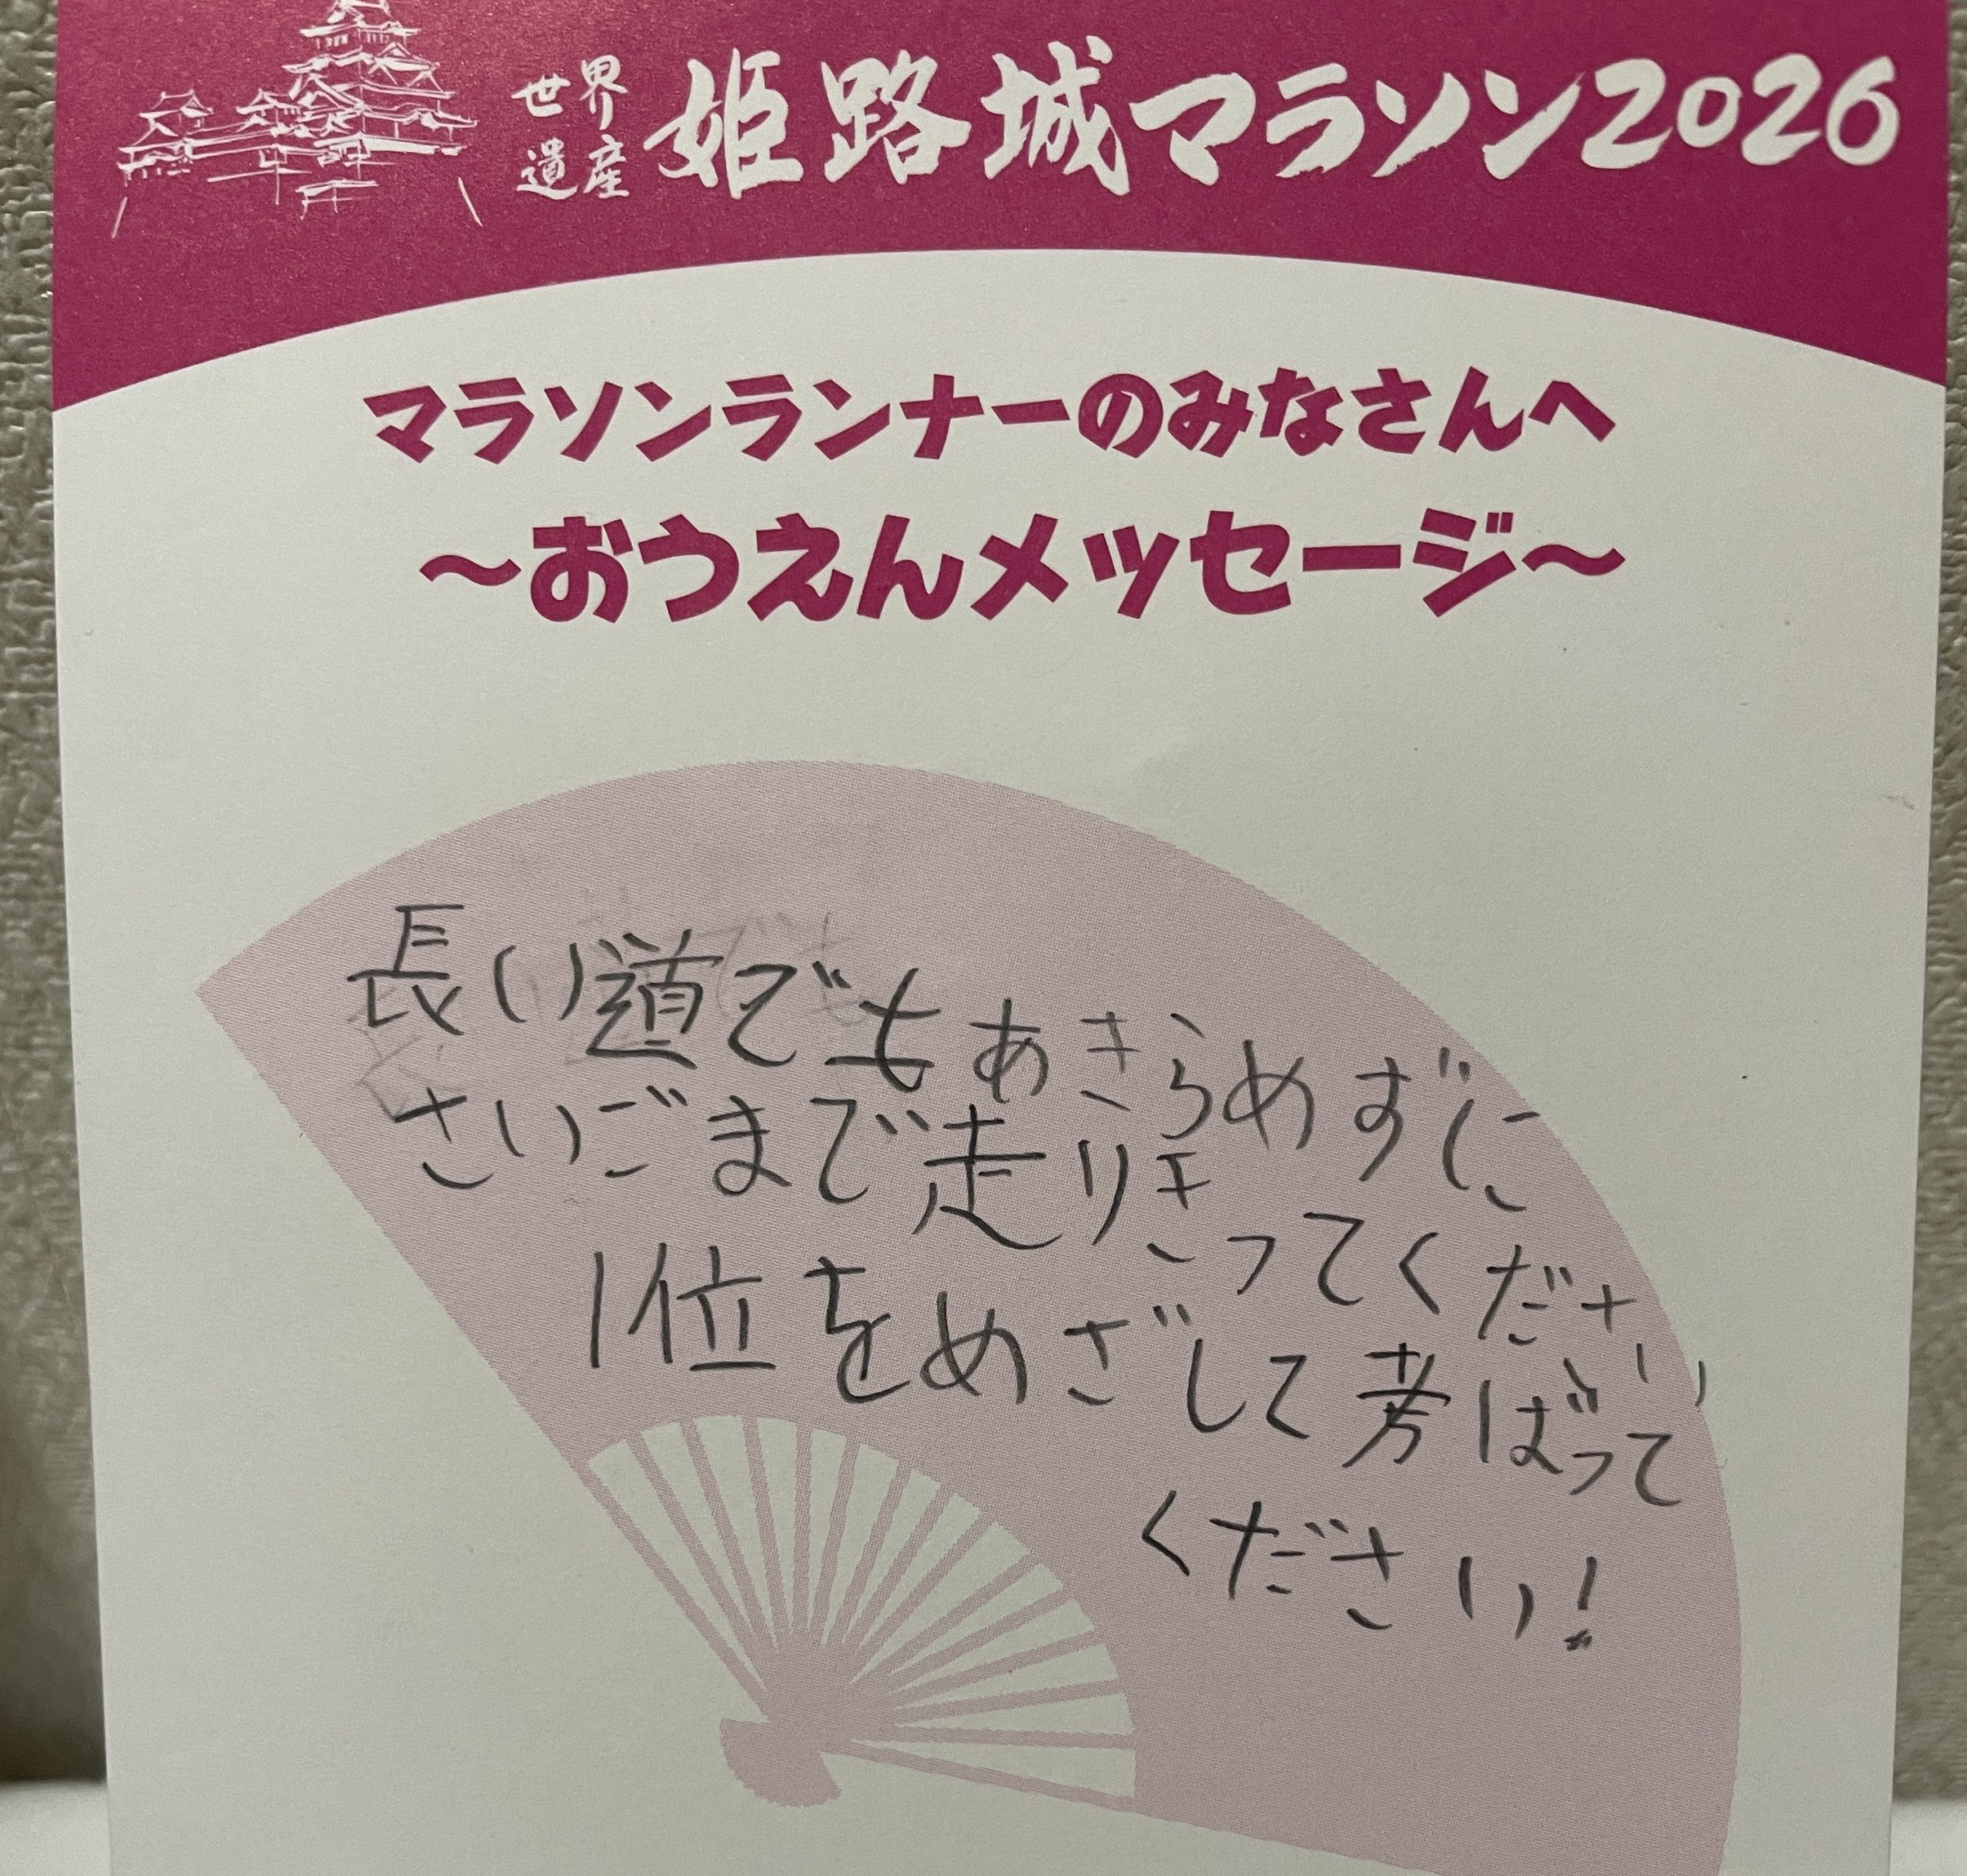 世界遺産 姫路城マラソン2026
マラソンランナーのみなさんへ
～おうえんメッセージ～
長い道でもあきらめずに
さいごまで走りきってください
1位をめざして ばって
ください!